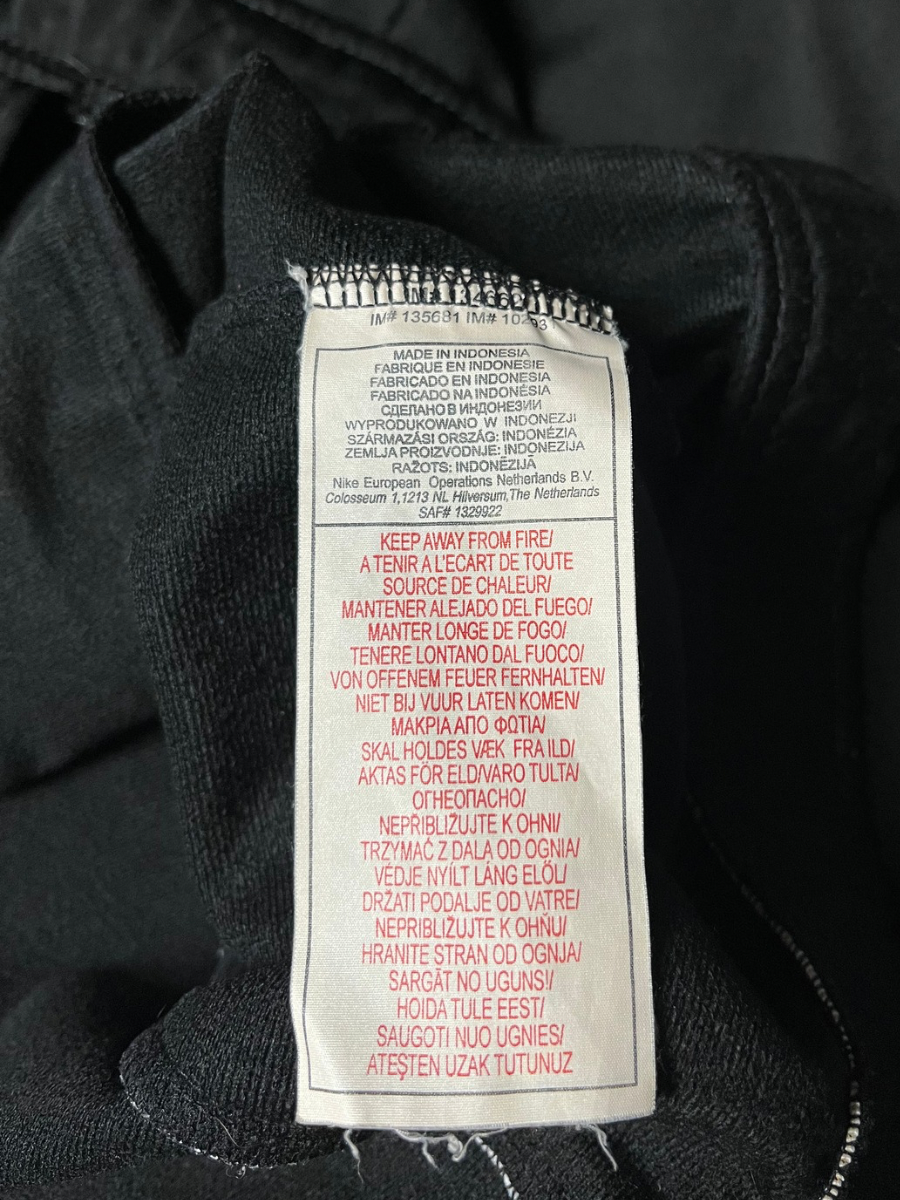 IM# 135681 IM# 10293
MADE IN INDONESIA
FABRIQUE EN INDONESIE
FABRICADO EN INDONESIA
FABRICADO NA INDONÉSIA
СДЕЛАНО В ИНДОНЕЗИИ
WYPRODUKOWANO W INDONEZJI
SZÁRMAZÁSI ORSZÁG: INDONÉZIA
ZEMLJA PROIZVODNJE: INDONEZIJA
RAŽOTS: INDONĒZIJĀ
Nike European Operations Netherlands B.V.
Colosseum 1,1213 NL Hilversum,The Netherlands
SAF# 1329922
KEEP AWAY FROM FIRE/
A TENIR A L'ECART DE TOUTE
SOURCE DE CHALEUR/
MANTENER ALEJADO DEL FUEGO/
MANTER LONGE DE FOGO/
TENERE LONTANO DAL FUOCO/
VON OFFENEM FEUER FERNHALTEN/
NIET BIJ VUUR LATEN KOMEN/
ΜΑΚΡΙΑ ΑΠΟ ΦΩΤΙΑ/
SKAL HOLDES VÆK FRA ILD/
AKTAS FÖR ELD/VARO TULTA/
ОГНЕОПАСНО/
NEPŘIBLIŽUJTE K OHNI/
TRZYMAĆ Z DALA OD OGNIA/
VÉDJE NYÍLT LÁNG ELŐL/
DRŽATI PODALJE OD VATRE/
NEPRIBLIŽUJTE K OHŇU/
HRANITE STRAN OD OGNJA/
SARGĀT NO UGUNS!/
HOIDA TULE EEST/
SAUGOTI NUO UGNIES/
ATEŞTEN UZAK TUTUNUZ